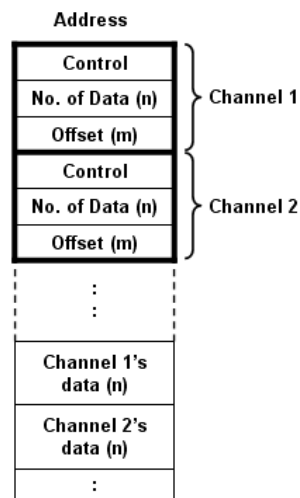 Address
Control
No. of Data (n)
Offset (m)
Channel 1
Control
No. of Data (n)
Offset (m)
Channel 2
:
:
Channel 1's
data (n)
Channel 2's
data (n)
: